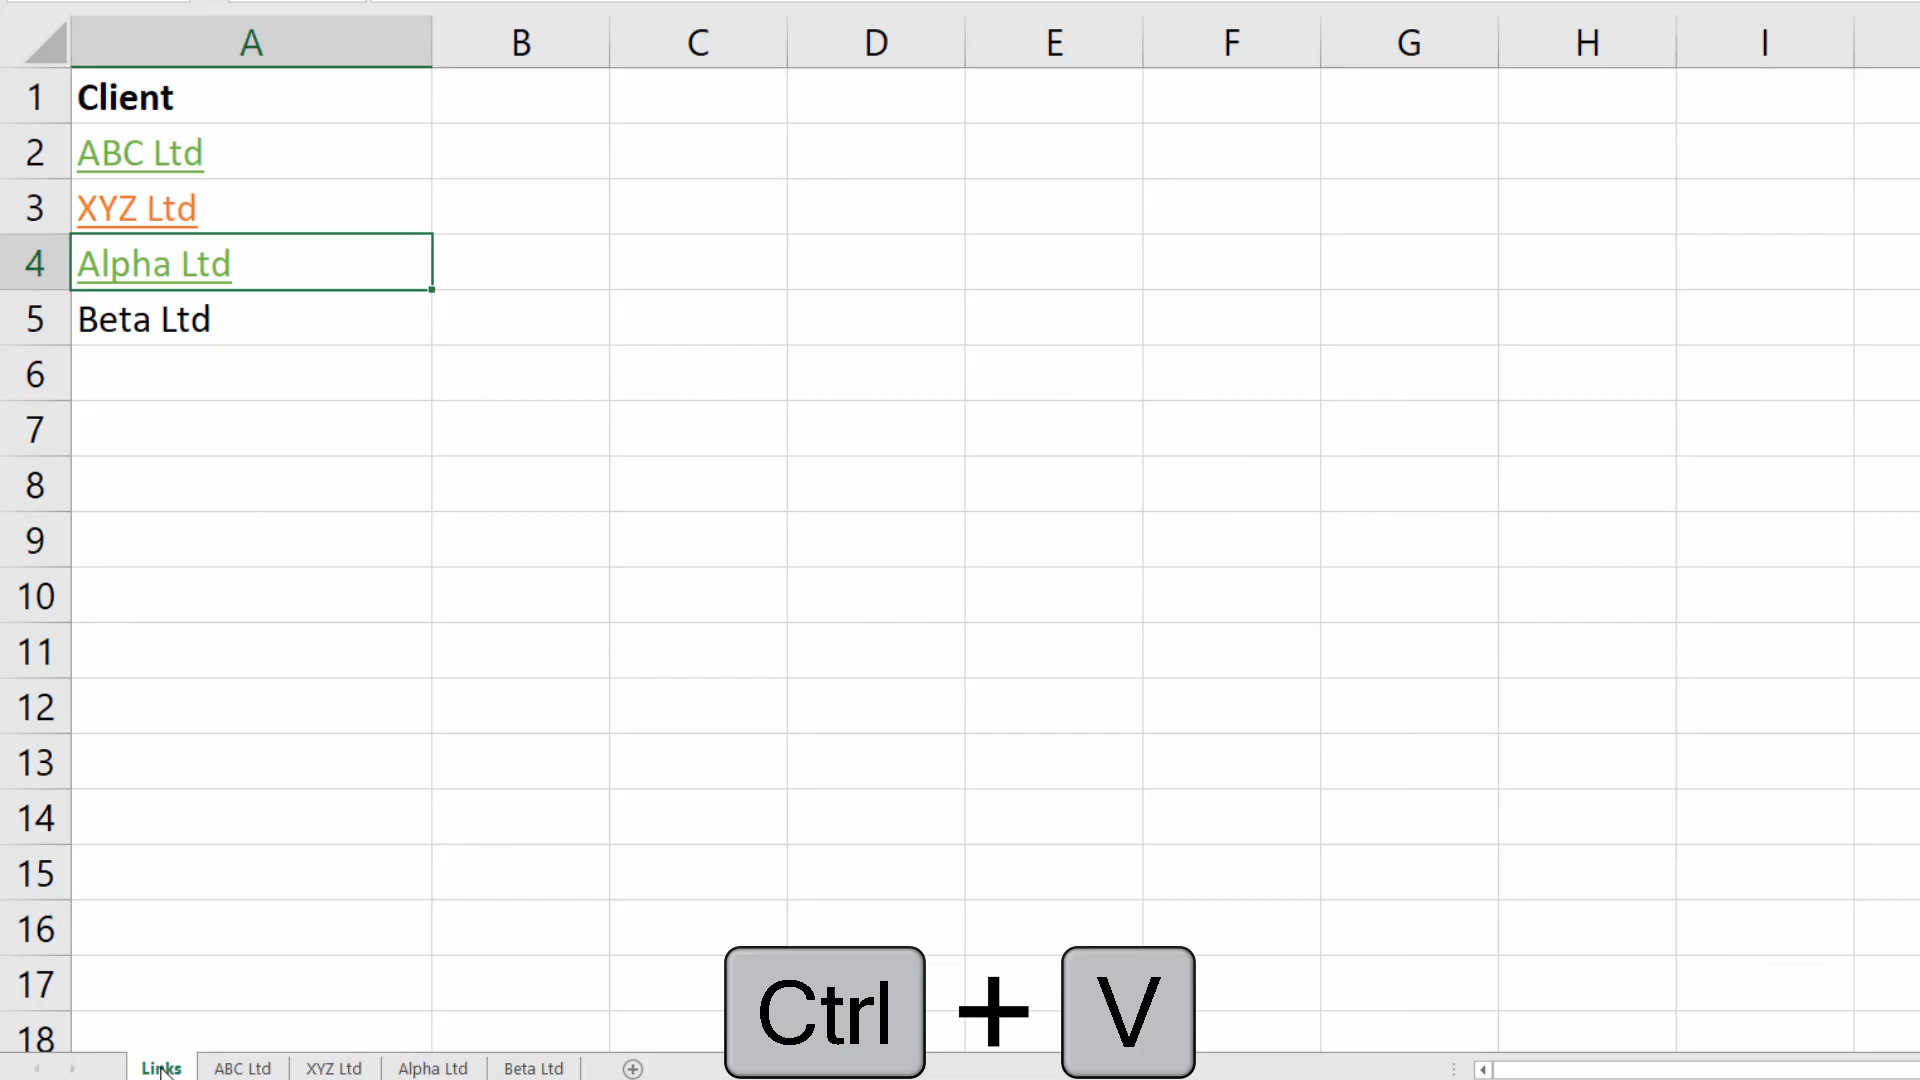 A B C D E F G H I
1 Client
2 ABC Ltd
3 XYZ Ltd
4 Alpha Ltd
5 Beta Ltd
6
7
8
9
10
11
12
13
14
15
16
17
18
Ctrl + V
Links ABC Ltd XYZ Ltd Alpha Ltd Beta Ltd